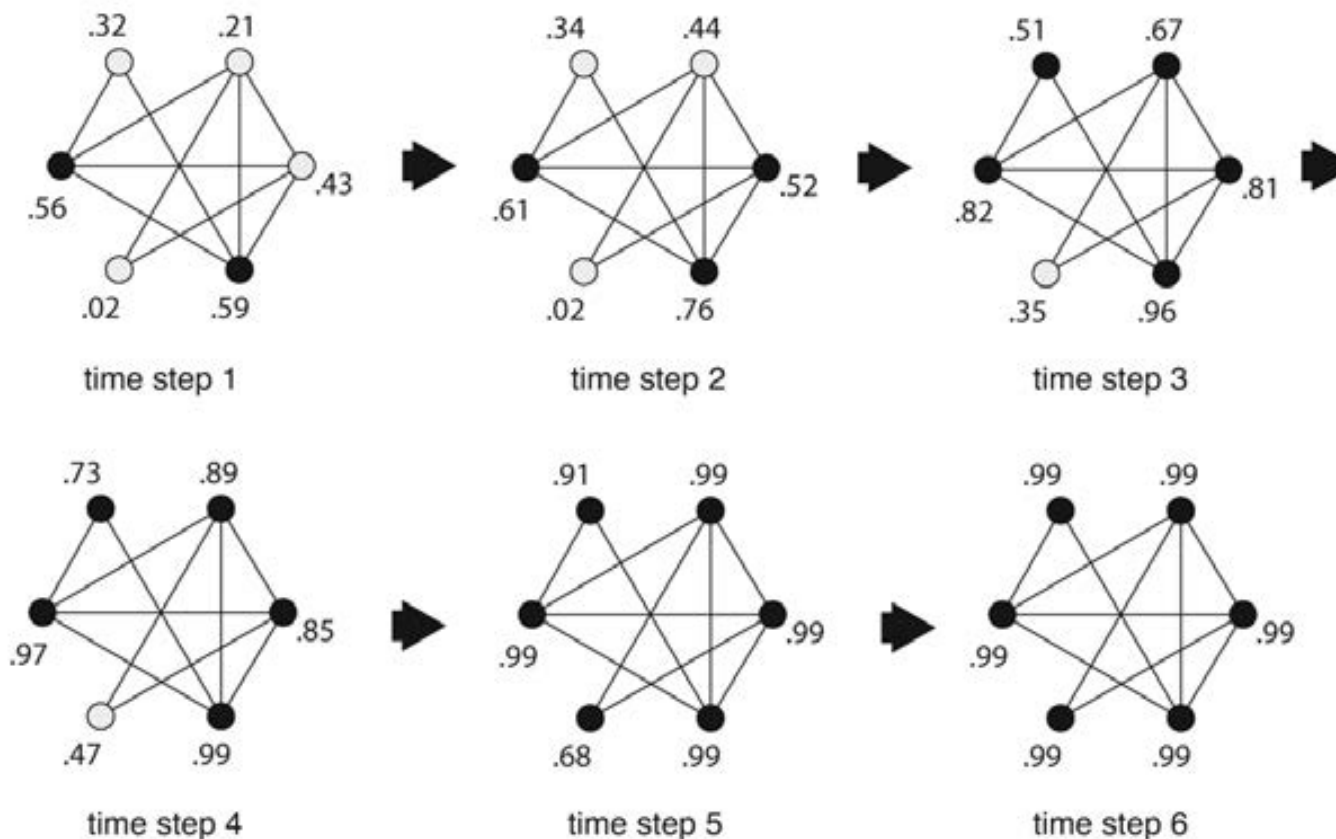 .32 .21 .34 .44 .51 .67
.56 .43 .61 .52 .82 .81
.02 .59 .02 .76 .35 .96
time step 1 time step 2 time step 3
.73 .89 .91 .99 .99 .99
.97 .85 .99 .99 .99 .99
.47 .99 .68 .99 .99 .99
time step 4 time step 5 time step 6